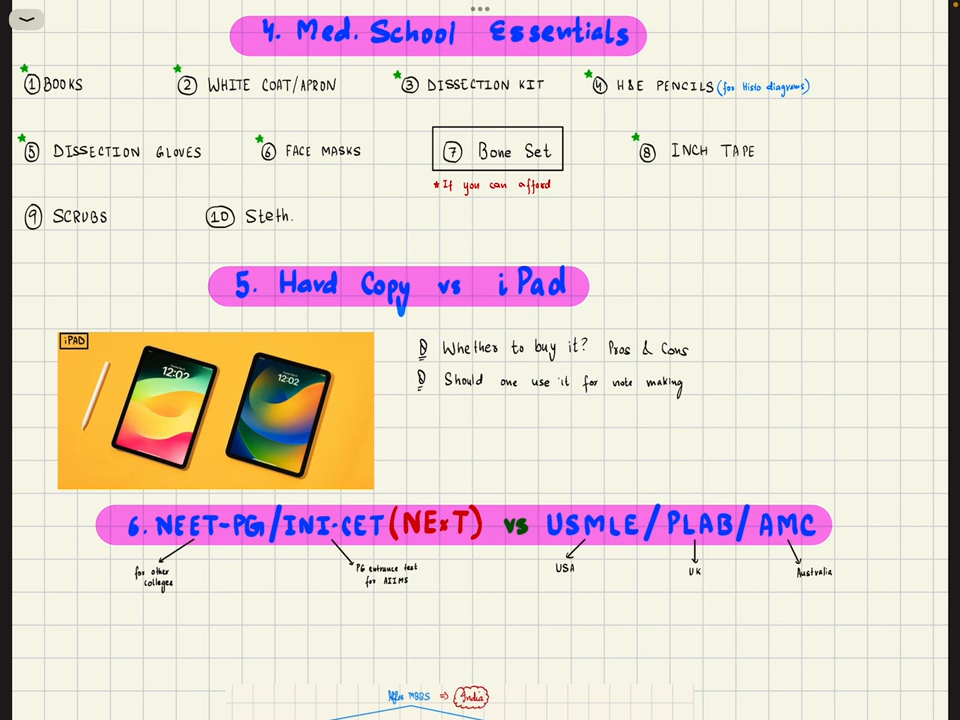 4. Med. School Essentials
① BOOKS ② WHITE COAT/APRON ③ DISSECTION KIT ④ H&E PENCILS (for Histo diagrams)
⑤ DISSECTION GLOVES ⑥ FACE MASKS ⑦ Bone Set ⑧ INCH TAPE
* If you can afford
⑨ SCRUBS ⑩ Steth.
5. Hard Copy vs iPad
iPAD
12:02
12:02
Q Whether to buy it? Pros & Cons
Q Should one use it for note making
6. NEET-PG/INI-CET (NExT) vs USMLE/PLAB/AMC
for other
colleges
PG entrance test
for AIIMS
USA
UK
Australia
After MBBS ⇒ India